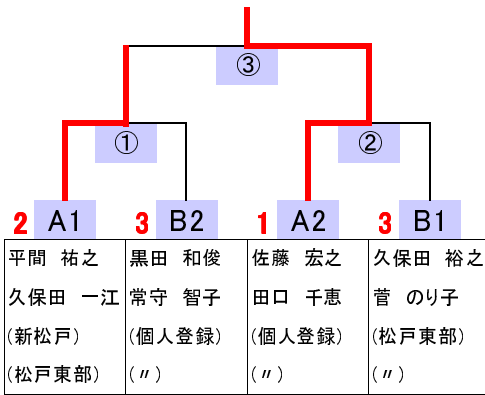 ③
① ②
2 A1 3 B2 1 A2 3 B1
平間 祐之 黒田 和俊 佐藤 宏之 久保田 裕之
久保田 一江 常守 智子 田口 千恵 菅 のり子
(新松戸) (個人登録) (個人登録) (松戸東部)
(松戸東部) (〃) (〃) (〃)